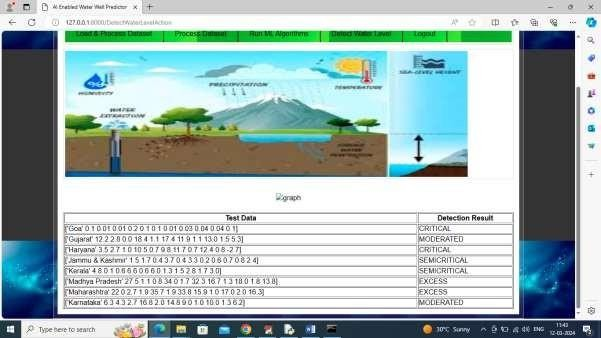 AI Enabled Water Well Predictor
127.0.0.1:8000/DetectWaterLevelAction
Load & Process Dataset Process Dataset Run ML Algorithms Detect Water Level Logout
HUMIDITY
PRECIPITATION
TEMPERATURE
SEA-LEVEL HEIGHT
WATER
EXTRACTION
WATER
graph
Test Data Detection Result
['Goa' 0.1 0.01 0.01 0.2 0.1 0.1 0.01 0.03 0.04 0.04 0.1] CRITICAL
['Gujarat' 12.2 2.8 0.0 18.4 1.1 17.4 11.9 1.1 13.0 1.5 5.3] MODERATED
['Haryana' 3.5 2.7 1.0 10.5 0.7 9.8 11.7 0.7 12.4 0.8 -2.7] CRITICAL
['Jammu & Kashmir' 1.5 1.7 0.4 3.7 0.4 3.3 0.2 0.6 0.7 0.8 2.4] SEMICRITICAL
['Kerala' 4.8 0.1 0.6 6.6 0.6 6.0 1.3 1.5 2.8 1.7 3.0] SEMICRITICAL
['Madhya Pradesh' 27.5 1.1 0.8 34.0 1.7 32.3 16.7 1.3 18.0 1.8 13.8] EXCESS
['Maharashtra' 22.0 2.7 1.9 35.7 1.9 33.8 15.9 1.0 17.0 2.0 16.3] EXCESS
['Karnataka' 6.3 4.3 2.7 16.8 2.0 14.8 9.0 1.0 10.0 1.3 6.2] MODERATED
Type here to search
30°C Sunny
ENG
11:43
12-03-2024